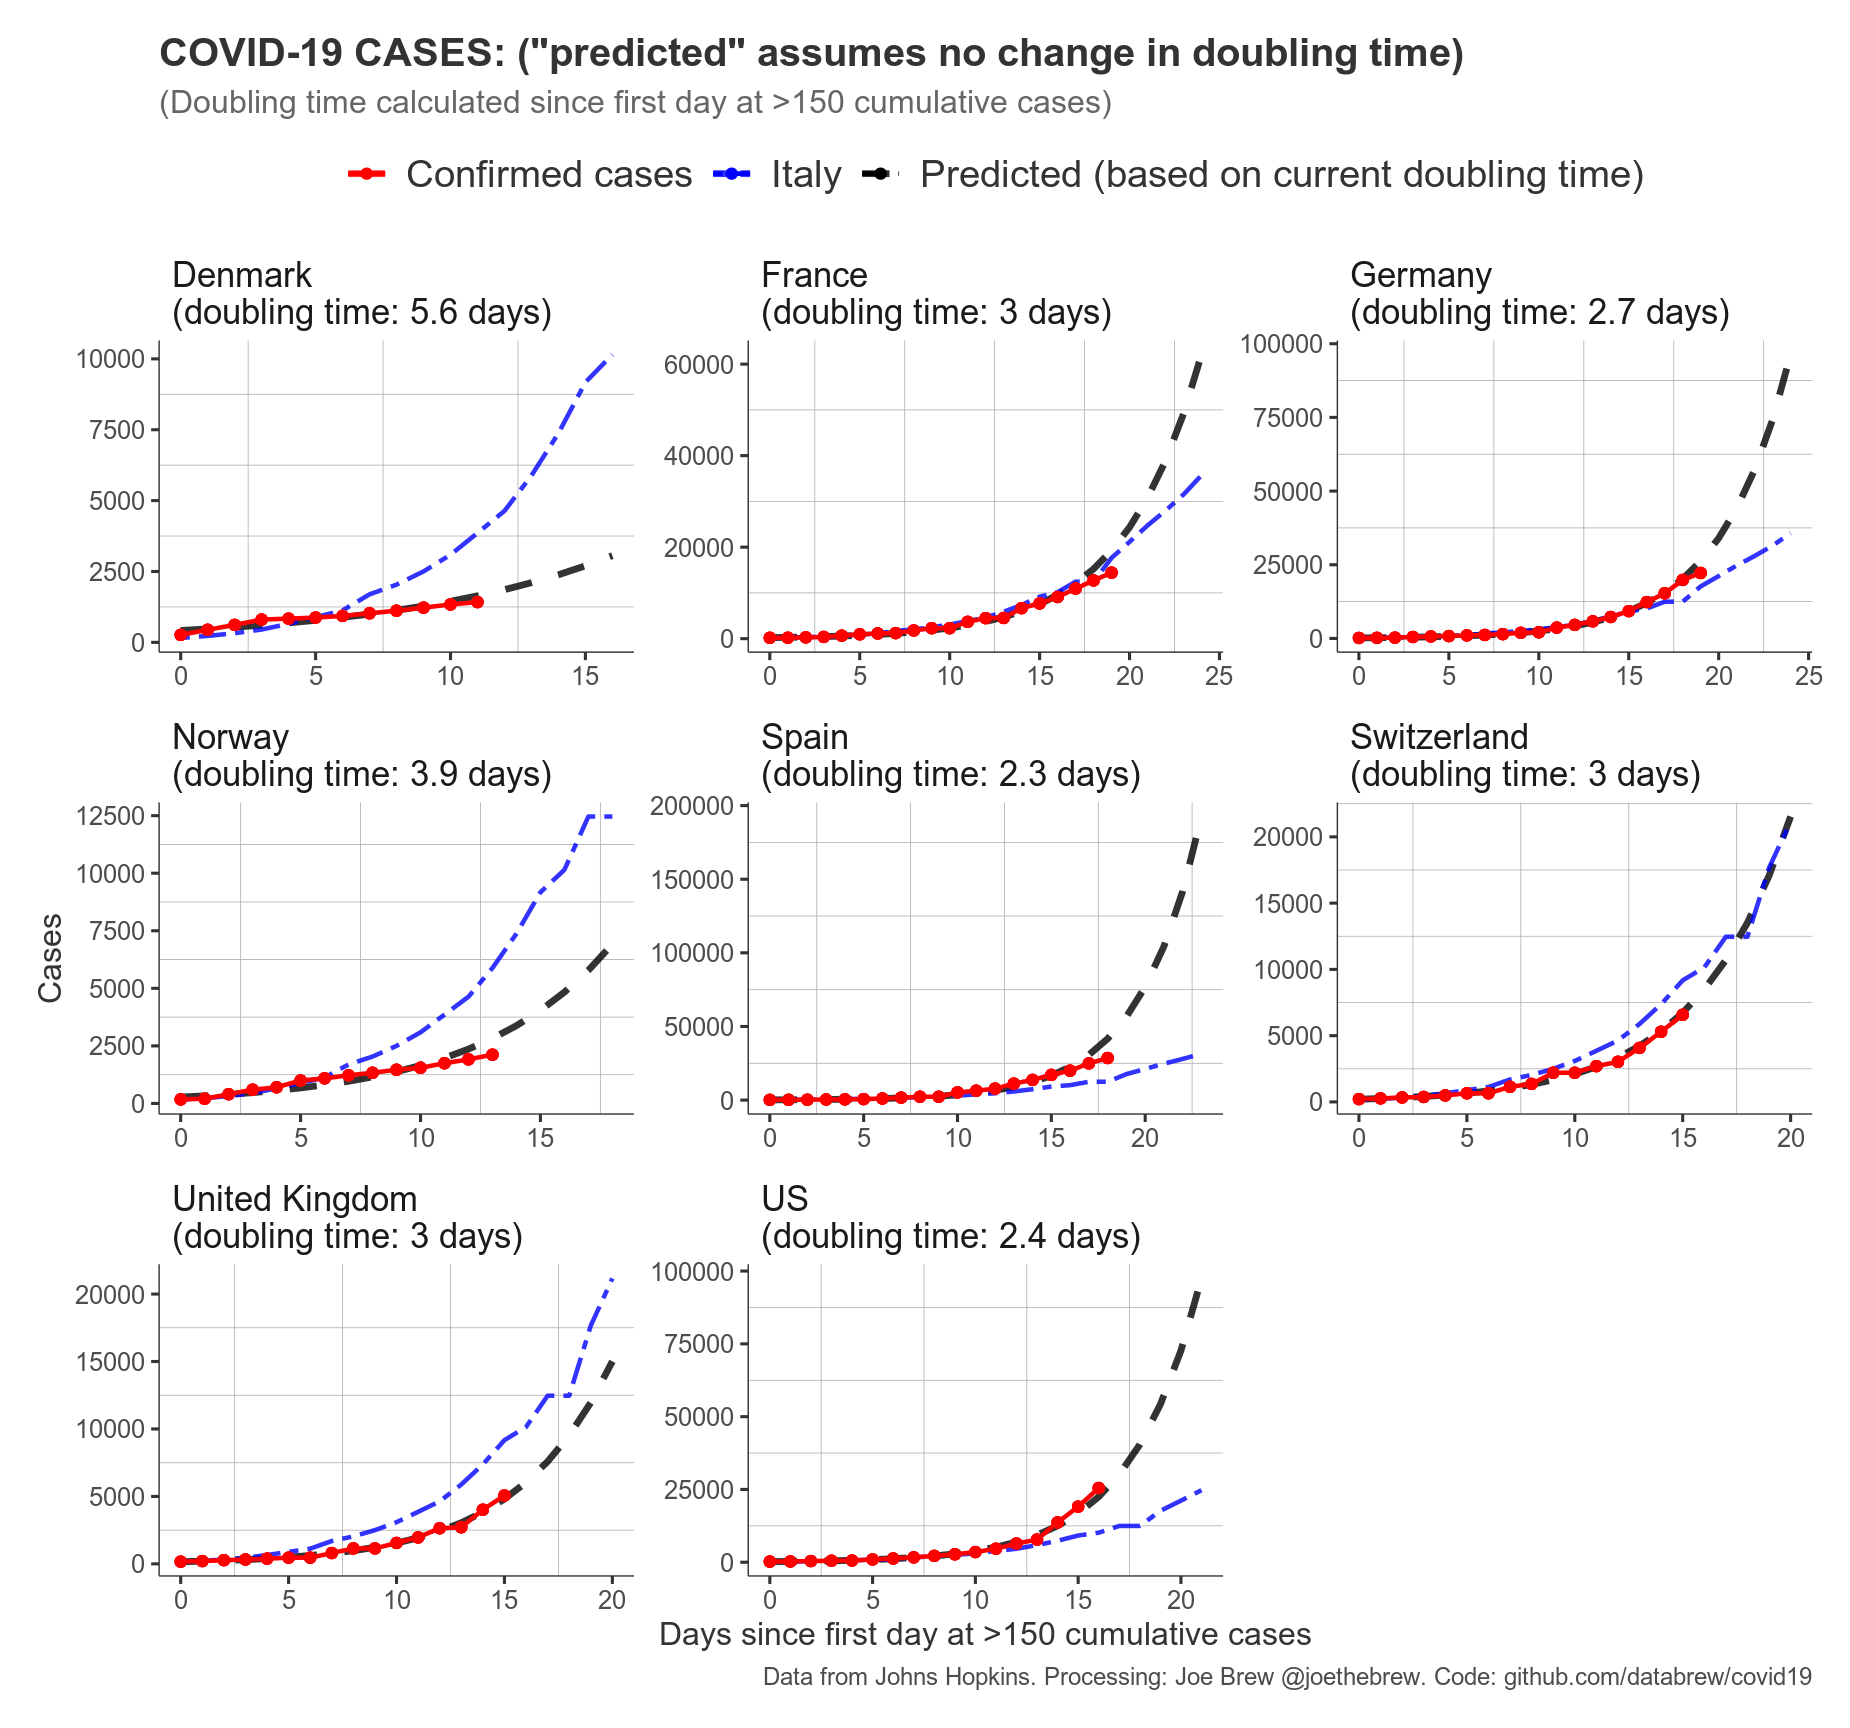 COVID-19 CASES: ("predicted" assumes no change in doubling time)
(Doubling time calculated since first day at >150 cumulative cases)
Confirmed cases Italy Predicted (based on current doubling time)
Denmark
(doubling time: 5.6 days)
10000
7500
5000
2500
0
0 5 10 15
France
(doubling time: 3 days)
60000
40000
20000
0
0 5 10 15 20 25
Germany
(doubling time: 2.7 days)
100000
75000
50000
25000
0
0 5 10 15 20 25
Cases
Norway
(doubling time: 3.9 days)
12500
10000
7500
5000
2500
0
0 5 10 15
Spain
(doubling time: 2.3 days)
200000
150000
100000
50000
0
0 5 10 15 20
Switzerland
(doubling time: 3 days)
20000
15000
10000
5000
0
0 5 10 15 20
United Kingdom
(doubling time: 3 days)
20000
15000
10000
5000
0
0 5 10 15 20
US
(doubling time: 2.4 days)
100000
75000
50000
25000
0
0 5 10 15 20
Days since first day at >150 cumulative cases
Data from Johns Hopkins. Processing: Joe Brew @joethebrew. Code: github.com/databrew/covid19